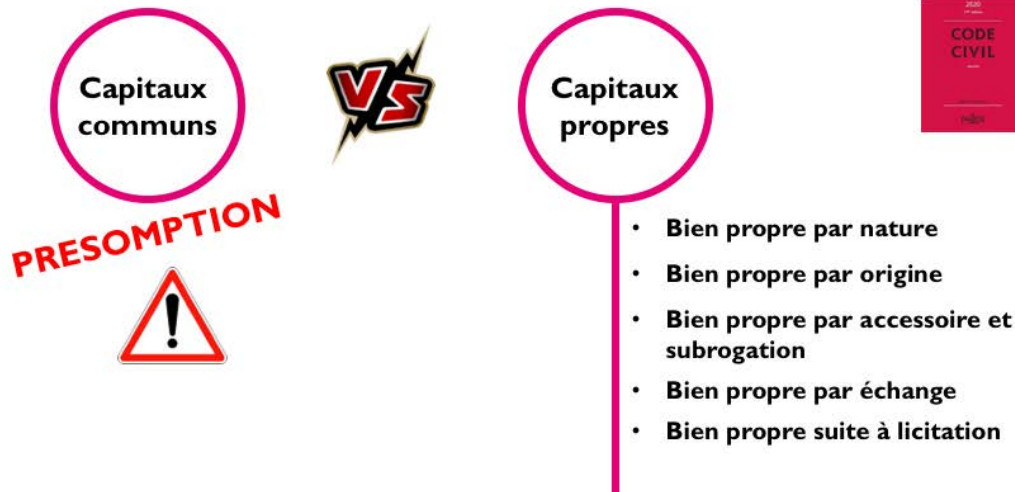 Capitaux
communs
VS
Capitaux
propres
2020
CODE
CIVIL
PRESOMPTION
!
• Bien propre par nature
• Bien propre par origine
• Bien propre par accessoire et
subrogation
• Bien propre par échange
• Bien propre suite à licitation